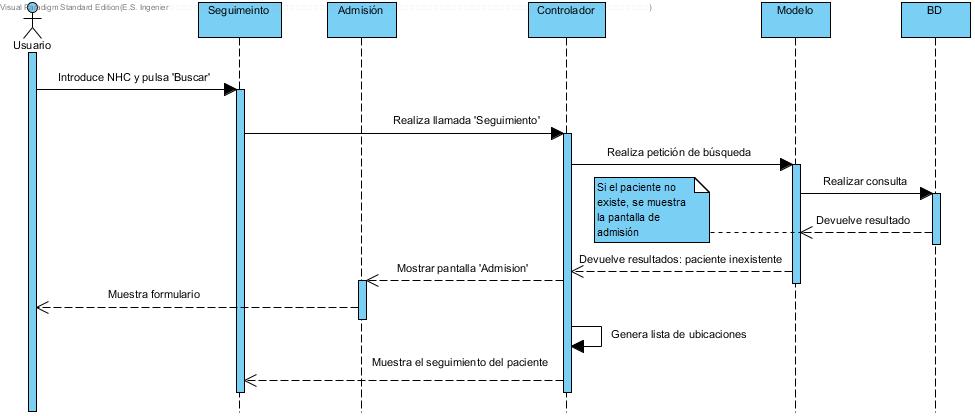 Visual Paradigm Standard Edition(E.S. Ingenier )
Seguimeinto
Admisión
Controlador
Modelo
BD
Usuario
Introduce NHC y pulsa 'Buscar'
Realiza llamada 'Seguimiento'
Realiza petición de búsqueda
Realizar consulta
Si el paciente no
existe, se muestra
la pantalla de
admisión
Devuelve resultado
Devuelve resultados: paciente inexistente
Mostrar pantalla 'Admision'
Muestra formulario
Genera lista de ubicaciones
Muestra el seguimiento del paciente